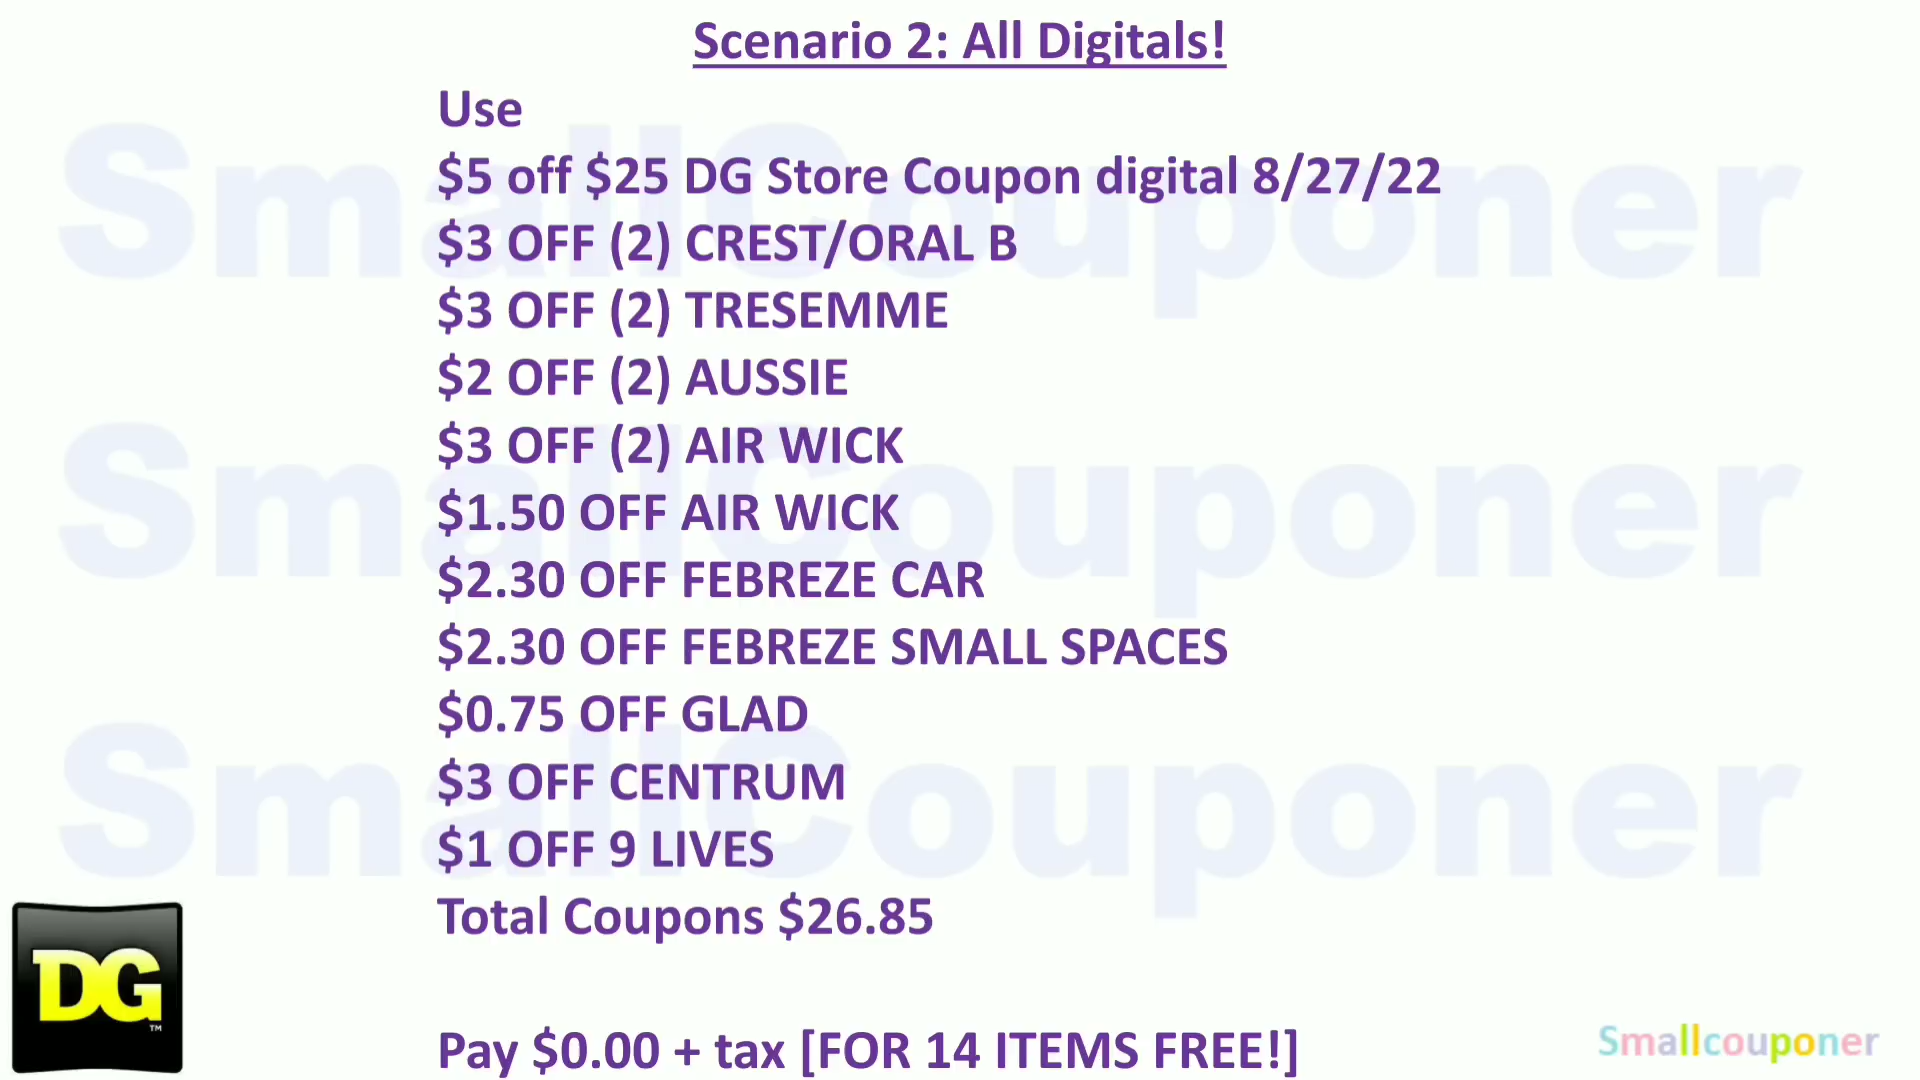 Scenario 2: All Digitals!
Use
$5 off $25 DG Store Coupon digital 8/27/22
$3 OFF (2) CREST/ORAL B
$3 OFF (2) TRESEMME
$2 OFF (2) AUSSIE
$3 OFF (2) AIR WICK
$1.50 OFF AIR WICK
$2.30 OFF FEBREZE CAR
$2.30 OFF FEBREZE SMALL SPACES
$0.75 OFF GLAD
$3 OFF CENTRUM
$1 OFF 9 LIVES
Total Coupons $26.85
Pay $0.00 + tax [FOR 14 ITEMS FREE!]
SmallCouponer
SmallCouponer
SmallCouponer
DG™
Smallcouponer